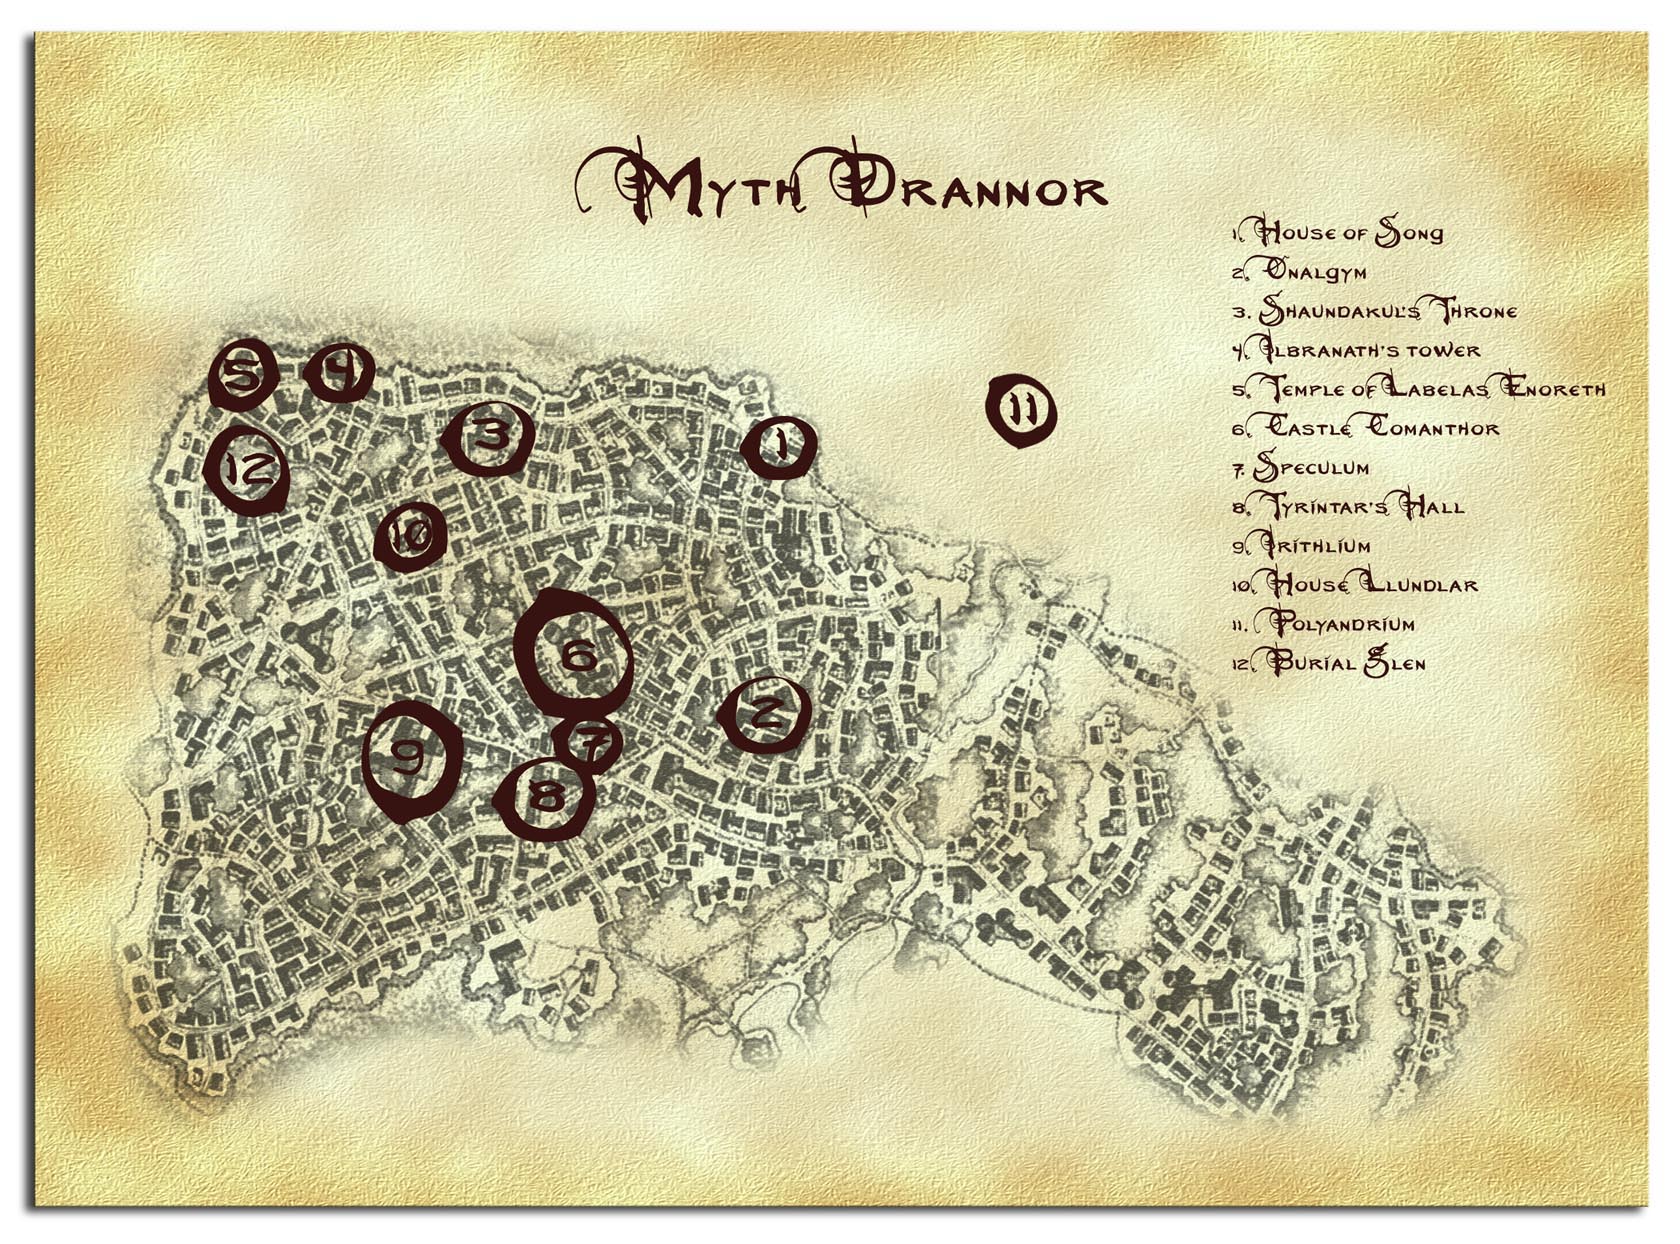 Myth Drannor
1. House of Song
2. Onalgym
3. Shaundakul's Throne
4. Ilbranath's tower
5. Temple of Labelas Enoreth
6. Castle Comanthor
7. Speculum
8. Tyrintar's Hall
9. Irithlium
10. House Llundlar
11. Polyandrium
12. Burial Glen
5
4
3
1
11
12
10
6
2
7
9
8